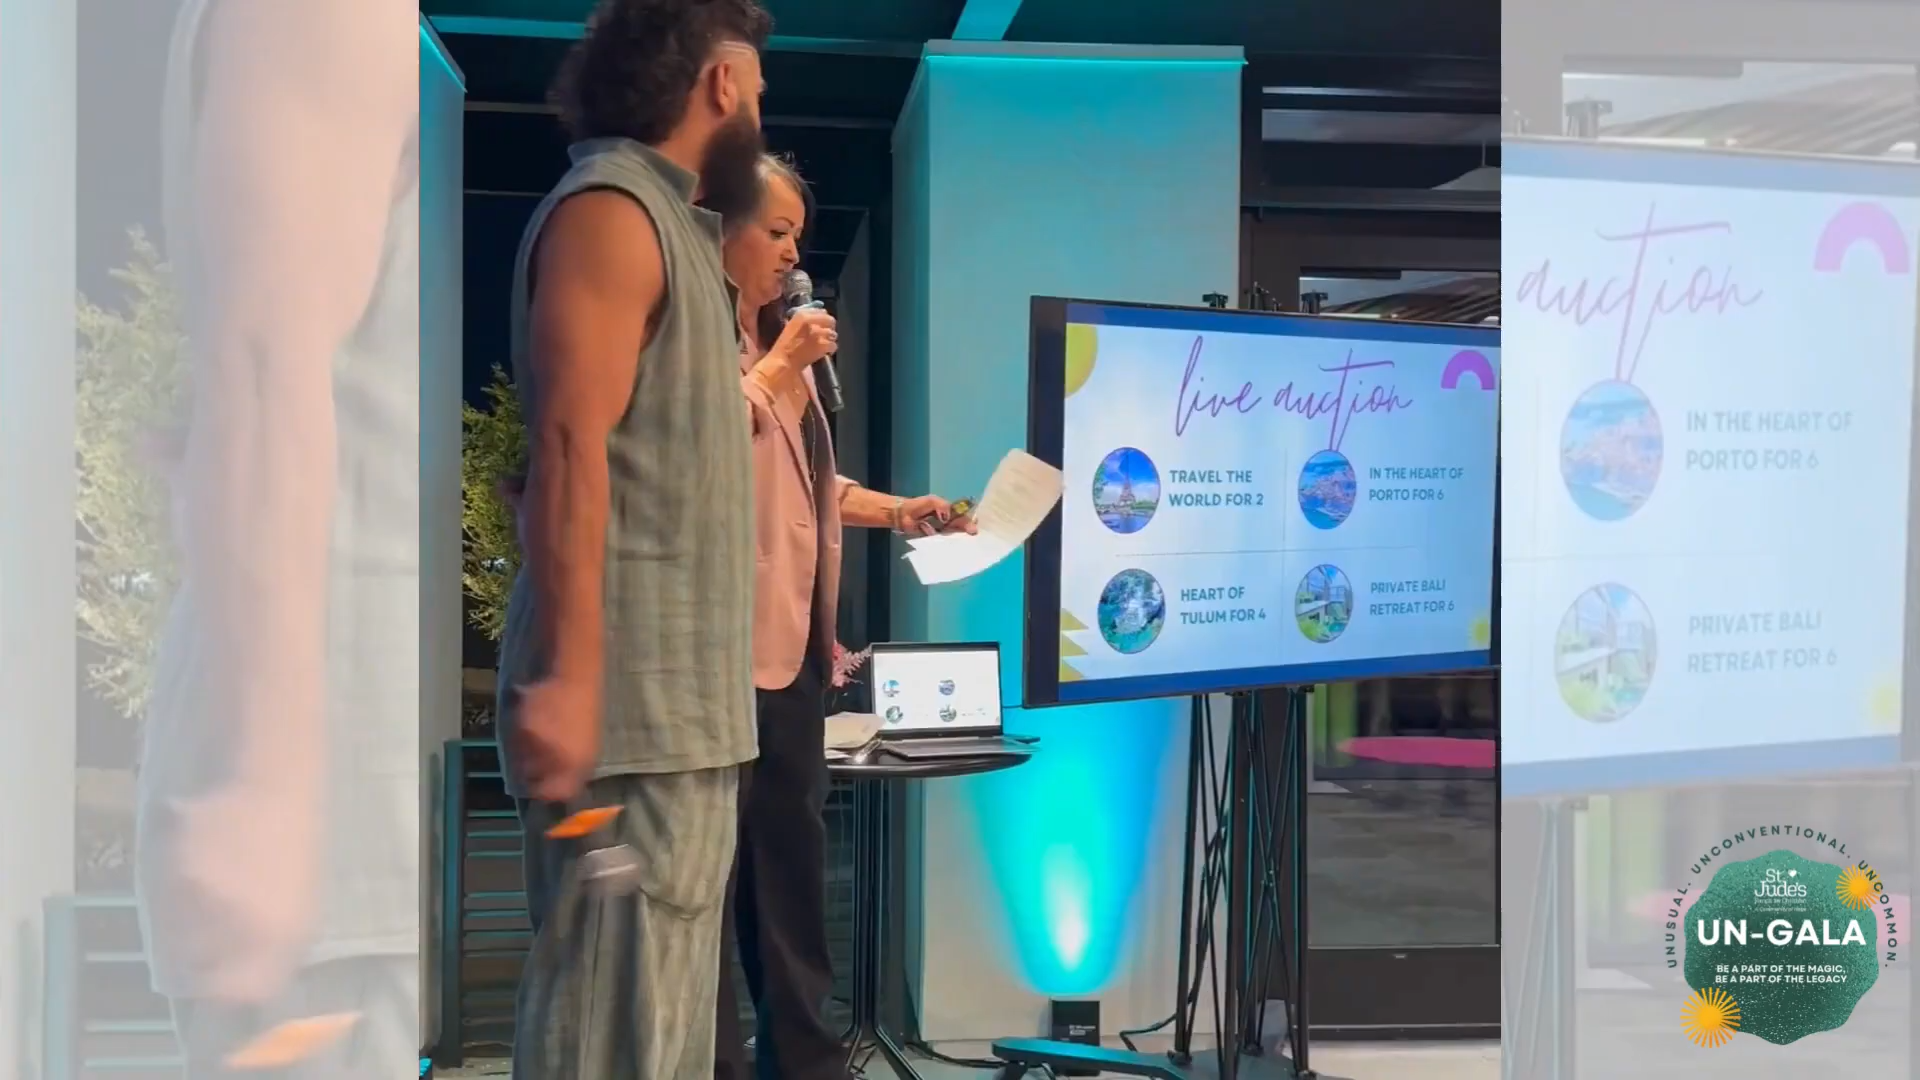 live auction
TRAVEL THE
WORLD FOR 2
IN THE HEART OF
PORTO FOR 6
HEART OF
TULUM FOR 4
PRIVATE BALI
RETREAT FOR 6
auction
IN THE HEART OF
PORTO FOR 6
PRIVATE BALI
RETREAT FOR 6
UNUSUAL. UNCONVENTIONAL. UNCOMMON.
St.
Jude's
UN-GALA
BE A PART OF THE MAGIC,
BE A PART OF THE LEGACY